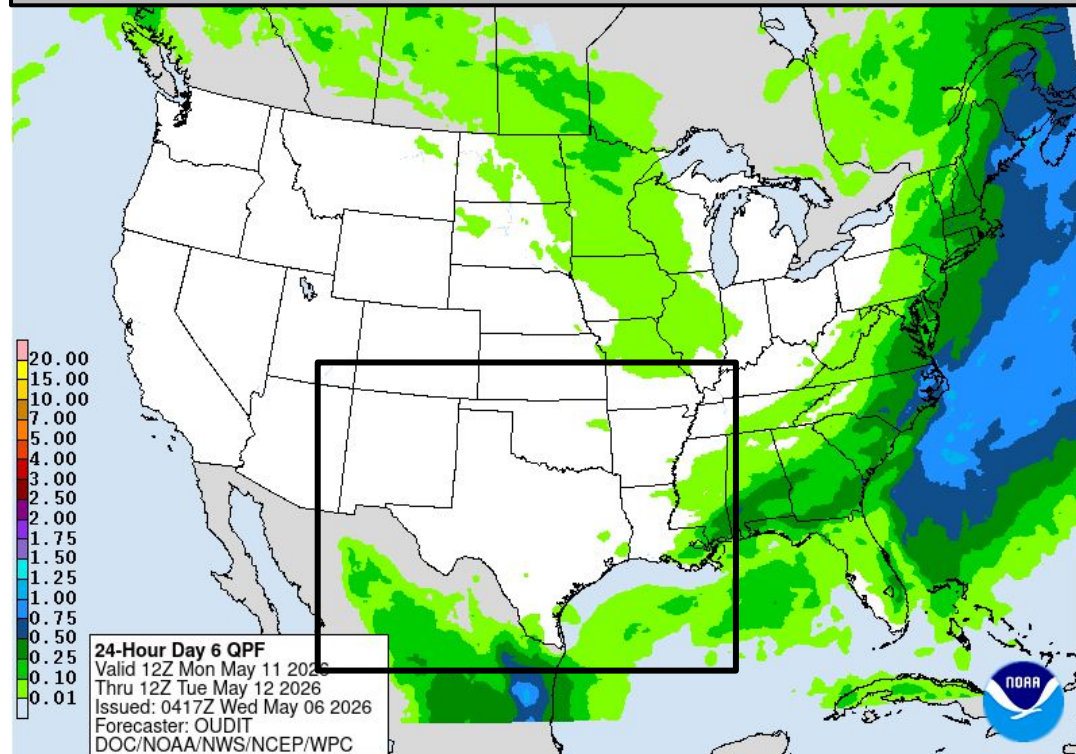 20.00
15.00
10.00
7.00
5.00
4.00
3.00
2.50
2.00
1.75
1.50
1.25
1.00
0.75
0.50
0.25
0.10
0.01
24-Hour Day 6 QPF
Valid 12Z Mon May 11 2026
Thru 12Z Tue May 12 2026
Issued: 0417Z Wed May 06 2026
Forecaster: OUDIT
DOC/NOAA/NWS/NCEP/WPC
NOAA